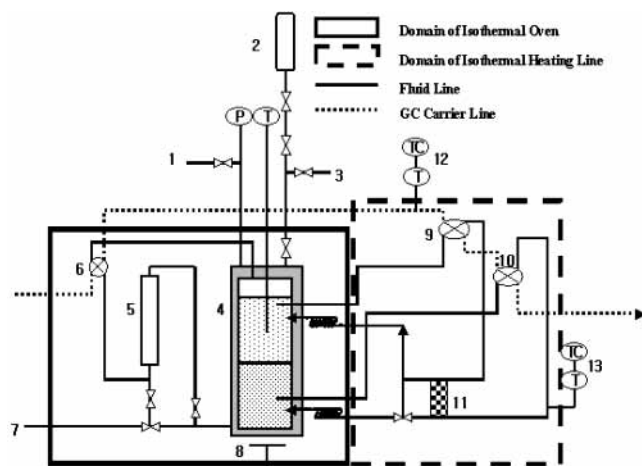 2
Domain of Isothermal Oven
Domain of Isothermal Heating Line
Fluid Line
GC Carrier Line
P T
1
3
TC 12
T
9
6
10
5
4
TC 13
T
11
7
8